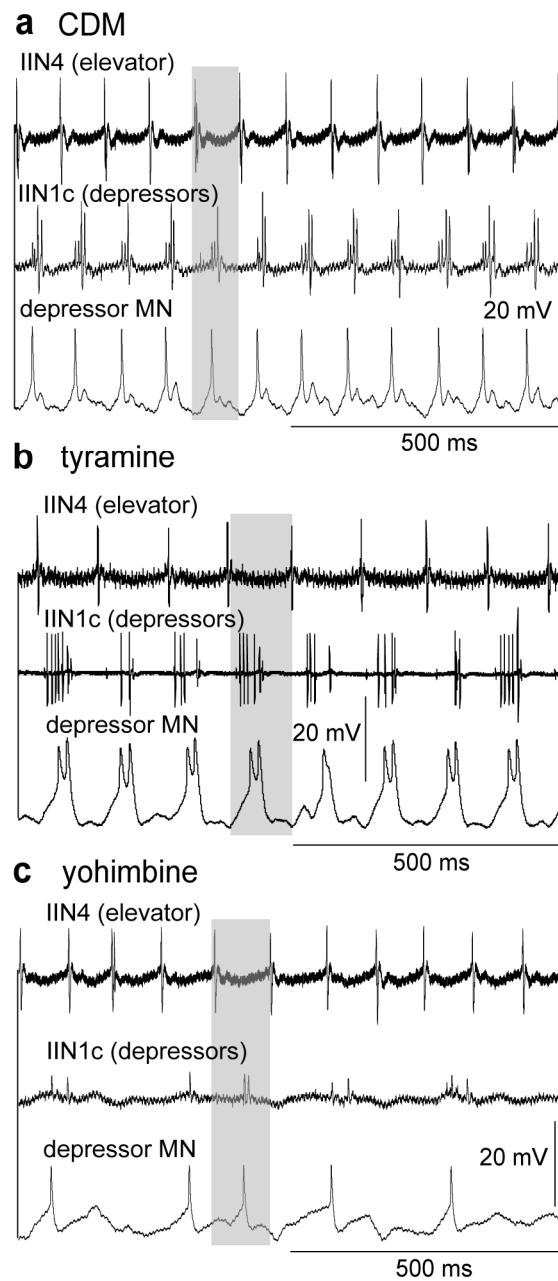 a CDM
IIN4 (elevator)
IIN1c (depressors)
depressor MN
20 mV
500 ms
b tyramine
IIN4 (elevator)
IIN1c (depressors)
depressor MN
20 mV
500 ms
c yohimbine
IIN4 (elevator)
IIN1c (depressors)
depressor MN
20 mV
500 ms